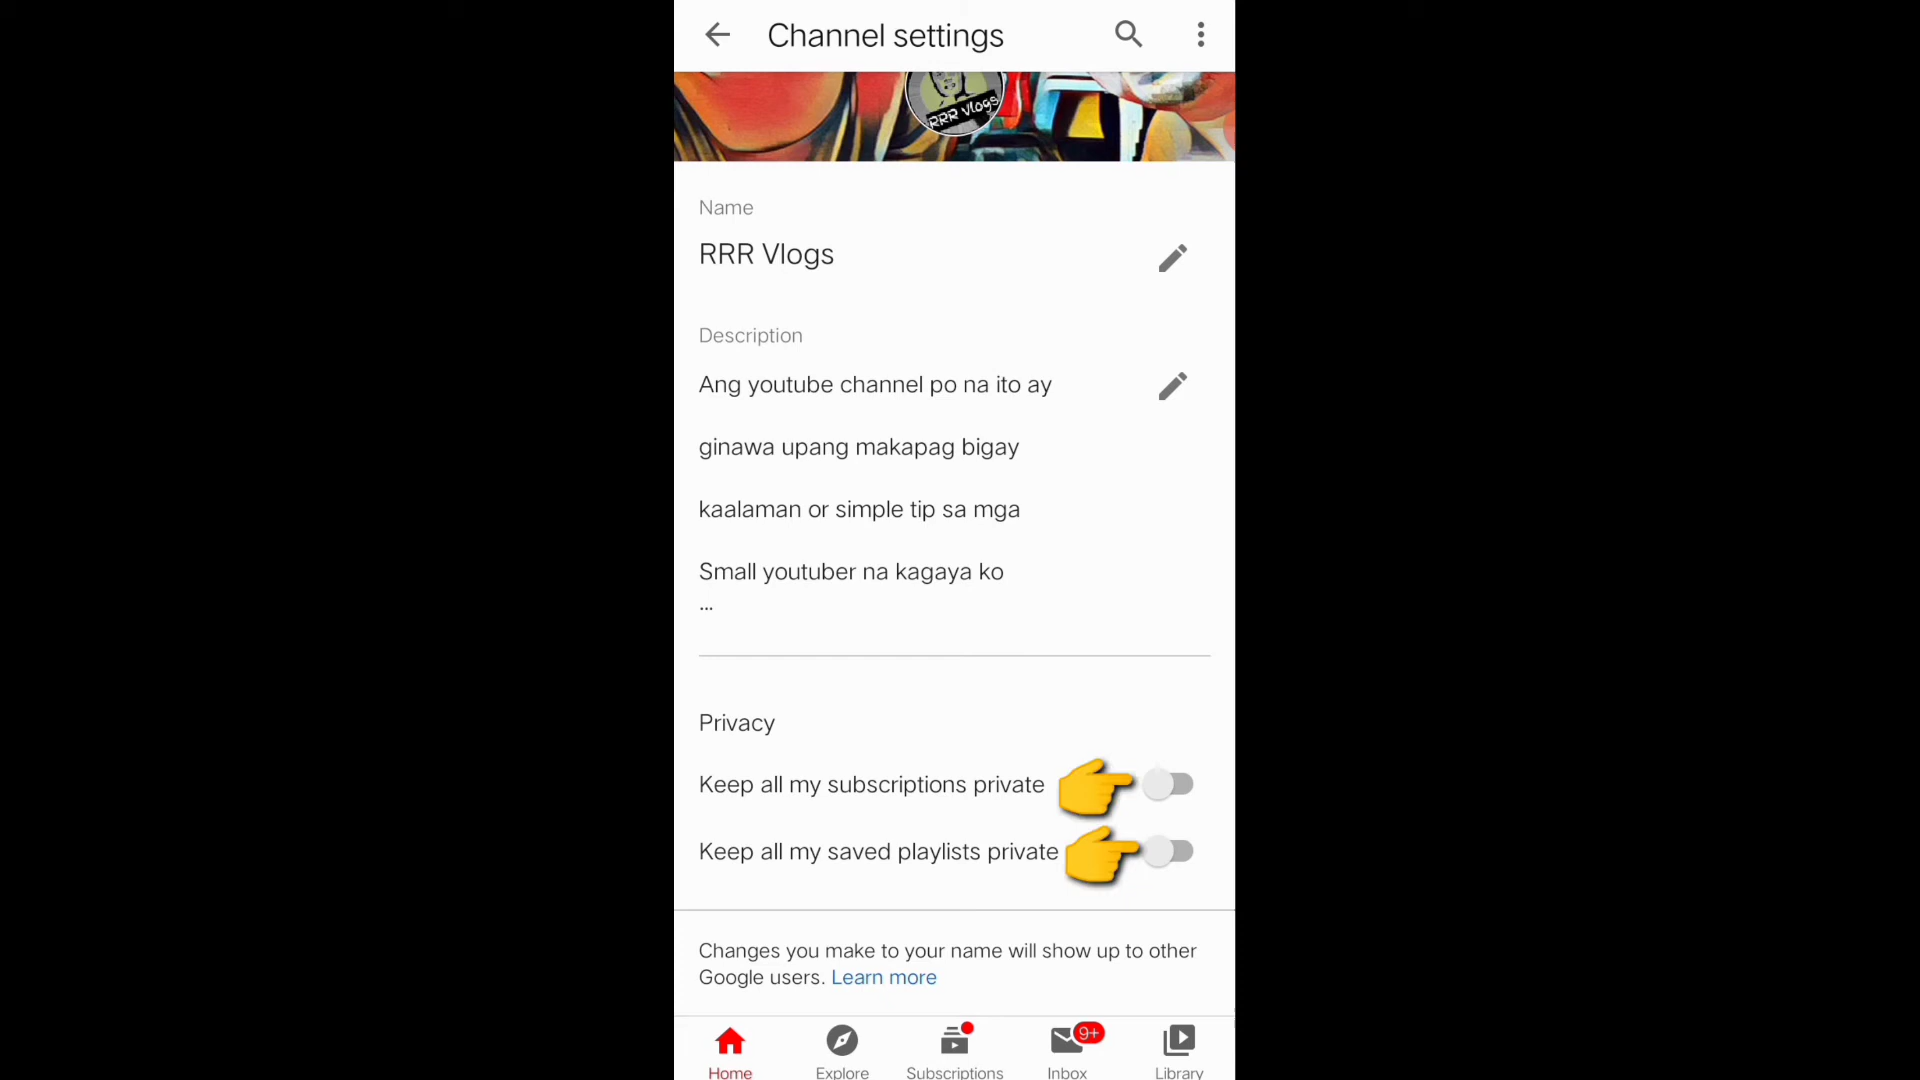 Channel settings
RRR Vlogs
Name
RRR Vlogs
Description
Ang youtube channel po na ito ay
ginawa upang makapag bigay
kaalaman or simple tip sa mga
Small youtuber na kagaya ko
...
Privacy
Keep all my subscriptions private
Keep all my saved playlists private
Changes you make to your name will show up to other
Google users. Learn more
9+
Home Explore Subscriptions Inbox Library